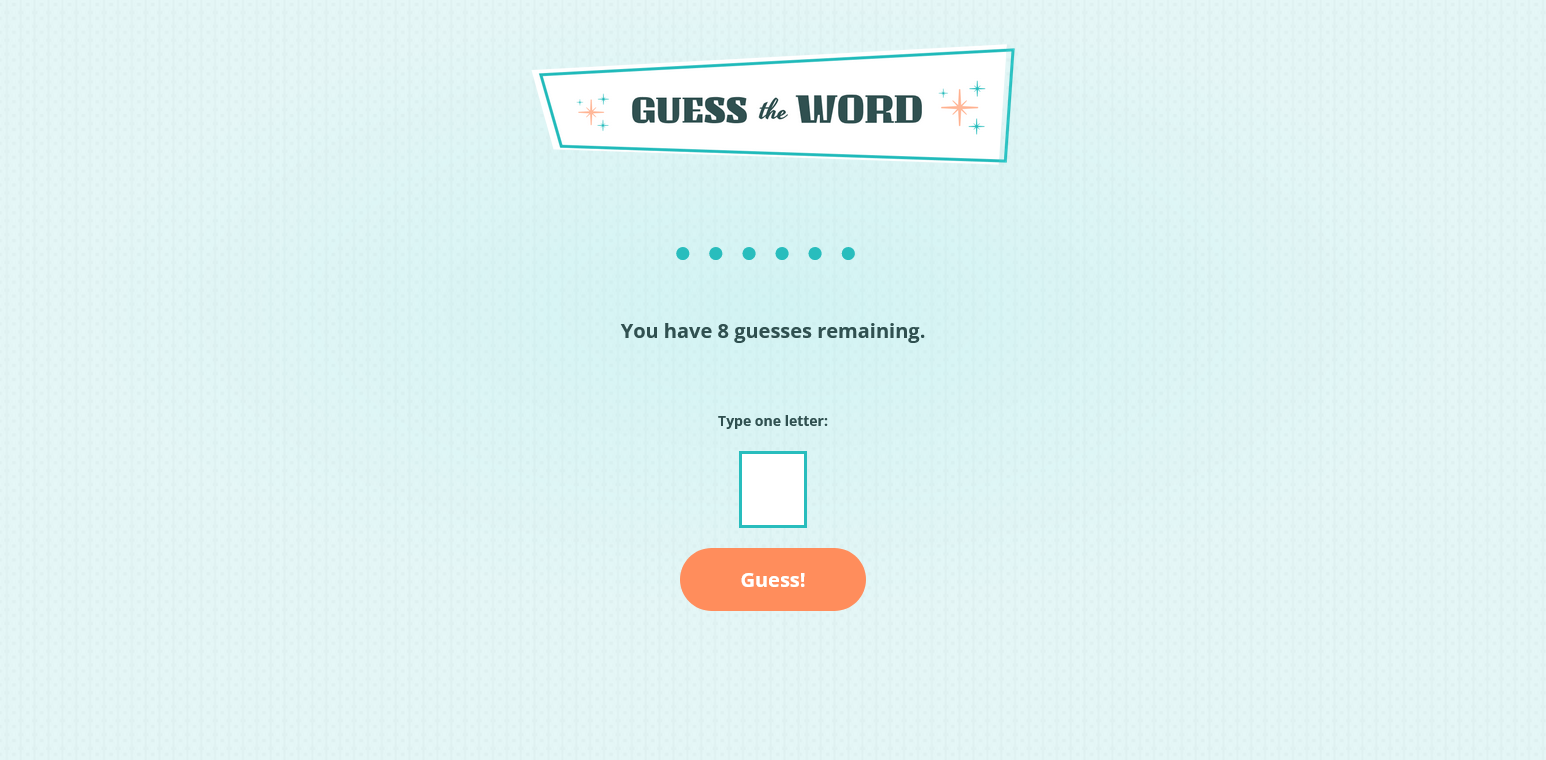 GUESS the WORD
● ● ● ● ● ●
You have 8 guesses remaining.
Type one letter:
Guess!